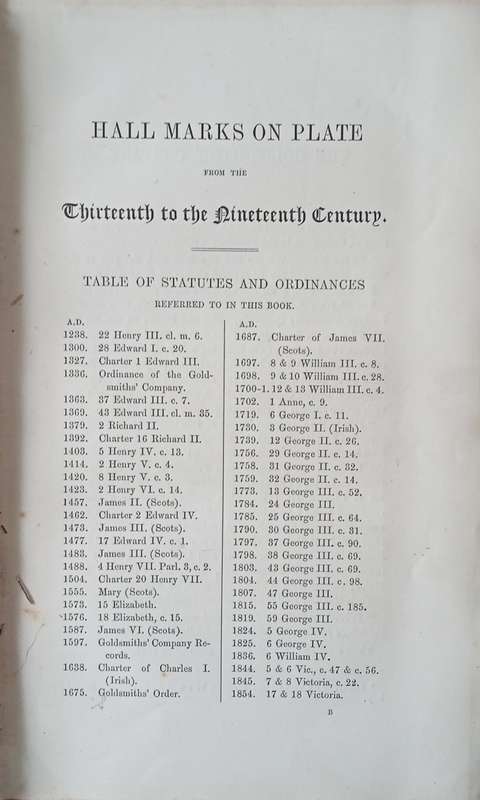 HALL MARKS ON PLATE
FROM THE
Thirteenth to the Nineteenth Century.
TABLE OF STATUTES AND ORDINANCES
REFERRED TO IN THIS BOOK.
A.D.
1238. 22 Henry III. cl. m. 6.
1300. 28 Edward I. c. 20.
1327. Charter 1 Edward III.
1336. Ordinance of the Gold-
smiths' Company.
1363. 37 Edward III. c. 7.
1369. 43 Edward III. cl. m. 35.
1379. 2 Richard II.
1392. Charter 16 Richard II.
1403. 5 Henry IV. c. 13.
1414. 2 Henry V. c. 4.
1420. 8 Henry V. c. 3.
1423. 2 Henry VI. c. 14.
1457. James II. (Scots).
1462. Charter 2 Edward IV.
1473. James III. (Scots).
1477. 17 Edward IV. c. 1.
1483. James III. (Scots).
1488. 4 Henry VII. Parl. 3, c. 2.
1504. Charter 20 Henry VII.
1555. Mary (Scots).
1573. 15 Elizabeth.
1576. 18 Elizabeth, c. 15.
1587. James VI. (Scots).
1597. Goldsmiths' Company Re-
cords.
1638. Charter of Charles I.
(Irish).
1675. Goldsmiths' Order.
A.D.
1687. Charter of James VII.
(Scots).
1697. 8 & 9 William III. c. 8.
1698. 9 & 10 William III. c. 28.
1700-1. 12 & 13 William III. c. 4.
1702. 1 Anne, c. 9.
1719. 6 George I. c. 11.
1730. 3 George II. (Irish).
1739. 12 George II. c. 26.
1756. 29 George II. c. 14.
1758. 31 George II. c. 32.
1759. 32 George II. c. 14.
1773. 13 George III. c. 52.
1784. 24 George III.
1785. 25 George III. c. 64.
1790. 30 George III. c. 31.
1797. 37 George III. c. 90.
1798. 38 George III. c. 69.
1803. 43 George III. c. 69.
1804. 44 George III. c. 98.
1807. 47 George III.
1815. 55 George III. c. 185.
1819. 59 George III.
1824. 5 George IV.
1825. 6 George IV.
1836. 6 William IV.
1844. 5 & 6 Vic., c. 47 & c. 56.
1845. 7 & 8 Victoria, c. 22.
1854. 17 & 18 Victoria.
B